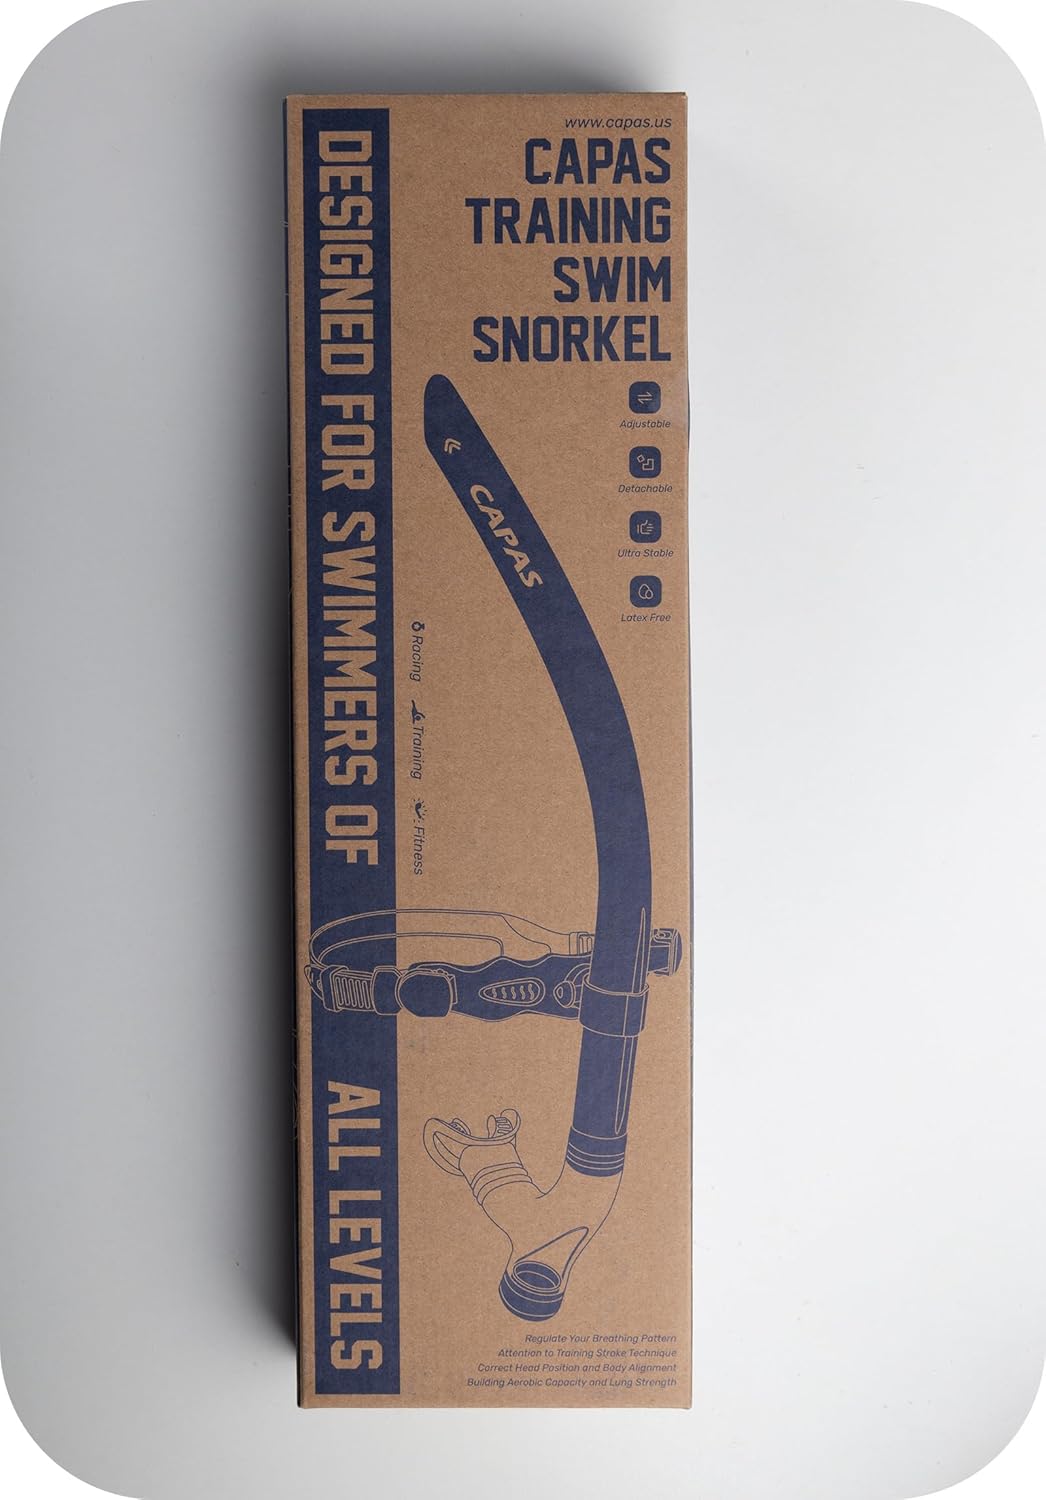 www.capas.us
CAPAS
TRAINING
SWIM
SNORKEL
Adjustable
Detachable
Ultra Stable
Latex Free
DESIGNED FOR SWIMMERS OF ALL LEVELS
CAPAS
Racing
Training
Fitness
Regulate Your Breathing Pattern
Attention to Training Stroke Technique
Correct Head Position and Body Alignment
Building Aerobic Capacity and Lung Strength